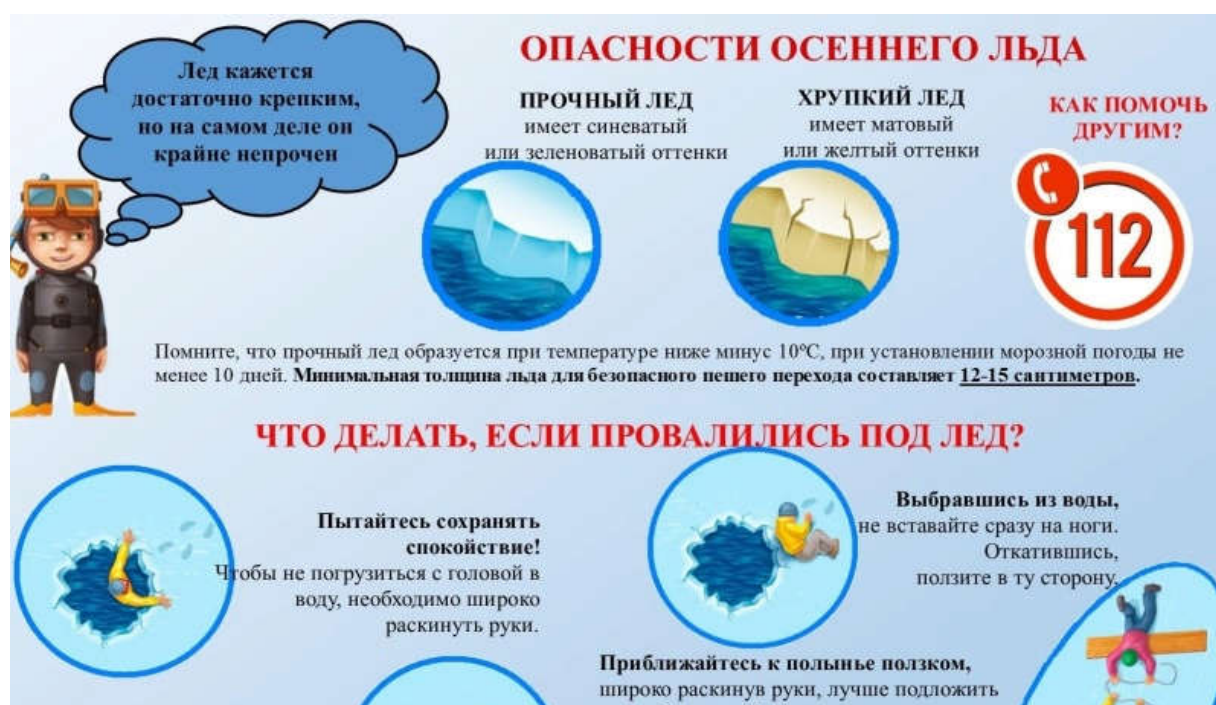 Лед кажется
достаточно крепким,
но на самом деле он
крайне непрочен
ОПАСНОСТИ ОСЕННЕГО ЛЬДА
ПРОЧНЫЙ ЛЕД
имеет синеватый
или зеленоватый оттенки
ХРУПКИЙ ЛЕД
имеет матовый
или желтый оттенки
КАК ПОМОЧЬ
ДРУГИМ?
112
Помните, что прочный лед образуется при температуре ниже минус 10ºС, при установлении морозной погоды не
менее 10 дней. Минимальная толщина льда для безопасного пешего перехода составляет 12-15 сантиметров.
ЧТО ДЕЛАТЬ, ЕСЛИ ПРОВАЛИЛИСЬ ПОД ЛЕД?
Пытайтесь сохранять
спокойствие!
Чтобы не погрузиться с головой в
воду, необходимо широко
раскинуть руки.
Выбравшись из воды,
не вставайте сразу на ноги.
Откатившись,
ползите в ту сторону,
Приближайтесь к полынье ползком,
широко раскинув руки, лучше подложить